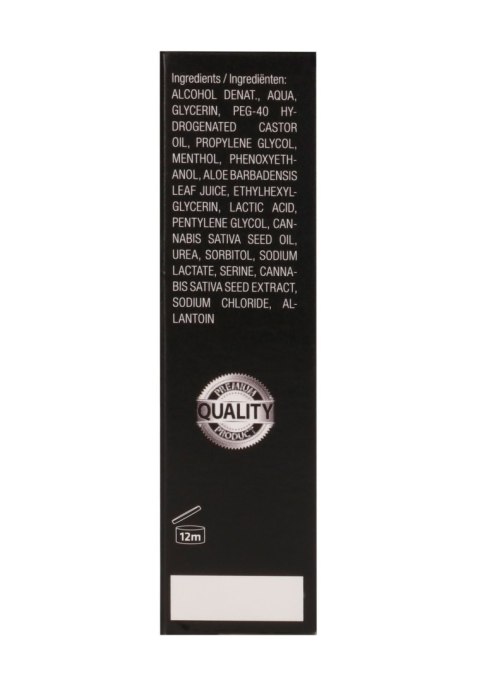 Ingredients / Ingrediënten:
ALCOHOL DENAT., AQUA,
GLYCERIN, PEG-40 HY-
DROGENATED CASTOR
OIL, PROPYLENE GLYCOL,
MENTHOL, PHENOXYETH-
ANOL, ALOE BARBADENSIS
LEAF JUICE, ETHYLHEXYL-
GLYCERIN, LACTIC ACID,
PENTYLENE GLYCOL, CAN-
NABIS SATIVA SEED OIL,
UREA, SORBITOL, SODIUM
LACTATE, SERINE, CANNA-
BIS SATIVA SEED EXTRACT,
SODIUM CHLORIDE, AL-
LANTOIN
PREMIUM
QUALITY
PRODUCT
12m